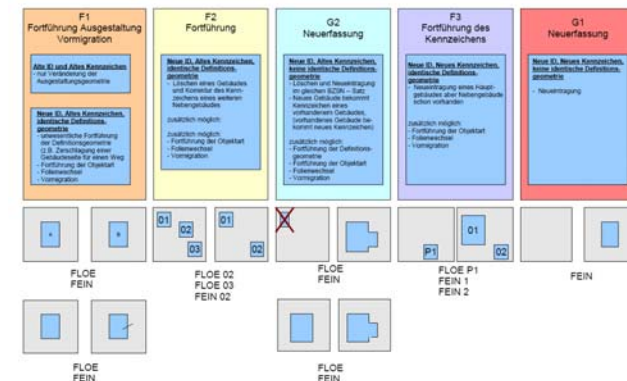 F1
Fortführung Ausgestaltung
Vormigration
Alte ID und Altes Kennzeichen
- nur Veränderung der
Ausgestaltungsgeometrie
Neue ID, Altes Kennzeichen,
identische Definitions-
geometrie
- unwesentliche Fortführung
der Definitionsgeometrie
(z.B. Zerschlagung einer
Gebäudeseite für einen Weg)
- Fortführung der Objektart
- Folienwechsel
- Vormigration
F2
Fortführung
Neue ID, Altes Kennzeichen,
identische Definitions-
geometrie
- Löschen eines Gebäudes
und Korrektur des Kenn-
zeichens eines weiteren
Nebengebäudes
zusätzlich möglich:
- Fortführung der Objektart
- Folienwechsel
- Vormigration
G2
Neuerfassung
Neue ID, Altes Kennzeichen,
keine identische Definitions-
geometrie
- Löschen und Neueintragung
im gleichen BZSN – Satz
- Neues Gebäude bekommt
Kennzeichen eines
vorhandenen Gebäudes,
(vorhandenes Gebäude be-
kommt neues Kennzeichen)
zusätzlich möglich:
- Fortführung der Definitions-
geometrie
- Fortführung der Objektart
- Folienwechsel
- Vormigration
F3
Fortführung des
Kennzeichens
Neue ID, Neues Kennzeichen,
identische Definitions-
geometrie
- Neueintragung eines Haupt-
gebäudes aber Nebengebäude
schon vorhanden
zusätzlich möglich:
- Fortführung der Objektart
- Folienwechsel
- Vormigration
G1
Neuerfassung
Neue ID, Neues Kennzeichen,
keine identische Definitions-
geometrie
- Neueintragung
01
02
03
01
02
P1
01
02
FLOE
FEIN
FLOE 02
FLOE 03
FEIN 02
FLOE
FEIN
FLOE P1
FEIN 1
FEIN 2
FEIN
FLOE
FEIN
FLOE
FEIN